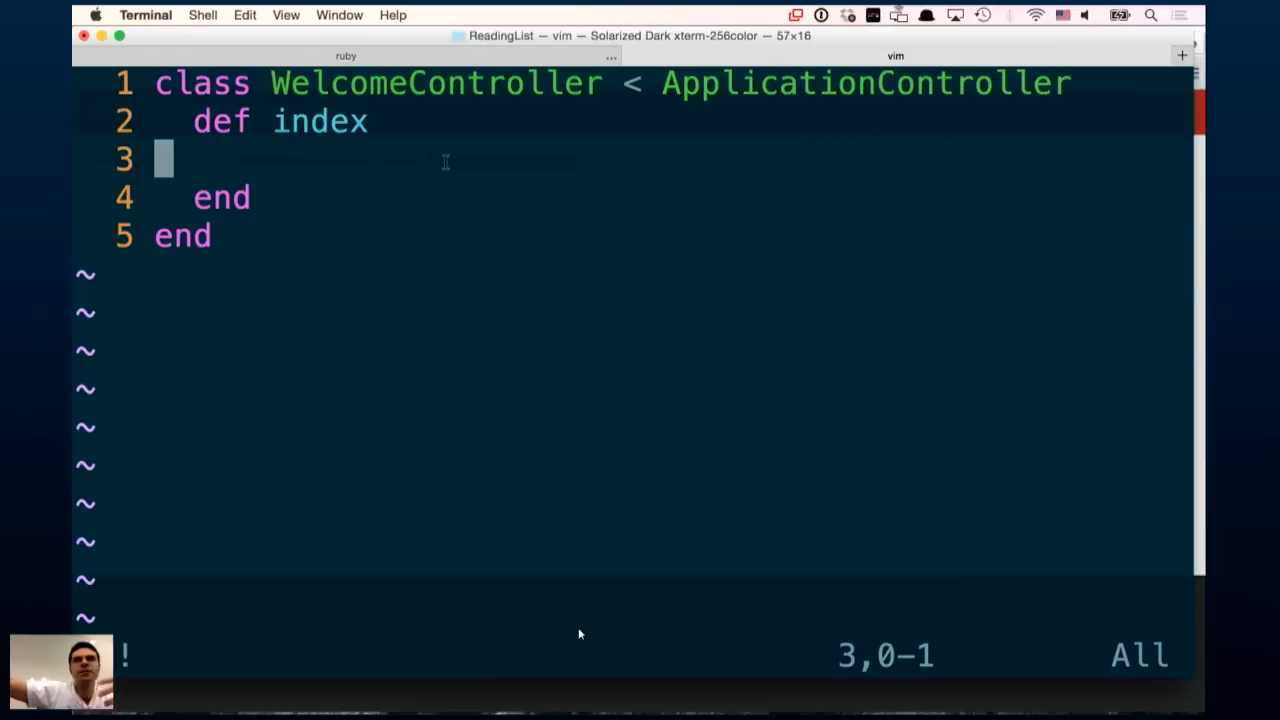 Terminal Shell Edit View Window Help
ReadingList — vim — Solarized Dark xterm-256color — 57×16
ruby ... vim +
1 class WelcomeController < ApplicationController
2 def index
3
4 end
5 end
~
~
~
~
~
~
~
~
~
~
! 3,0-1 All